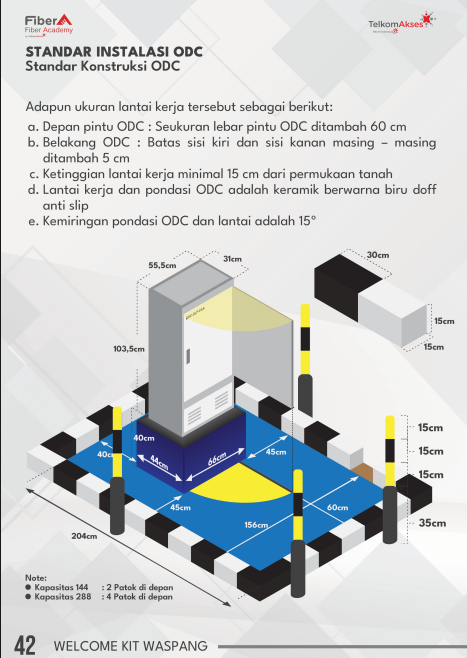 FiberA
Fiber Academy
TelkomAkses
STANDAR INSTALASI ODC
Standar Konstruksi ODC
Adapun ukuran lantai kerja tersebut sebagai berikut:
a. Depan pintu ODC : Seukuran lebar pintu ODC ditambah 60 cm
b. Belakang ODC : Batas sisi kiri dan sisi kanan masing – masing
ditambah 5 cm
c. Ketinggian lantai kerja minimal 15 cm dari permukaan tanah
d. Lantai kerja dan pondasi ODC adalah keramik berwarna biru doff
anti slip
e. Kemiringan pondasi ODC dan lantai adalah 15°
30cm
31cm
55,5cm
15cm
15cm
103,5cm
15cm
40cm
15cm
40cm
44cm
66cm
45cm
15cm
45cm
60cm
35cm
156cm
204cm
Note:
● Kapasitas 144 : 2 Patok di depan
● Kapasitas 288 : 4 Patok di depan
42 WELCOME KIT WASPANG